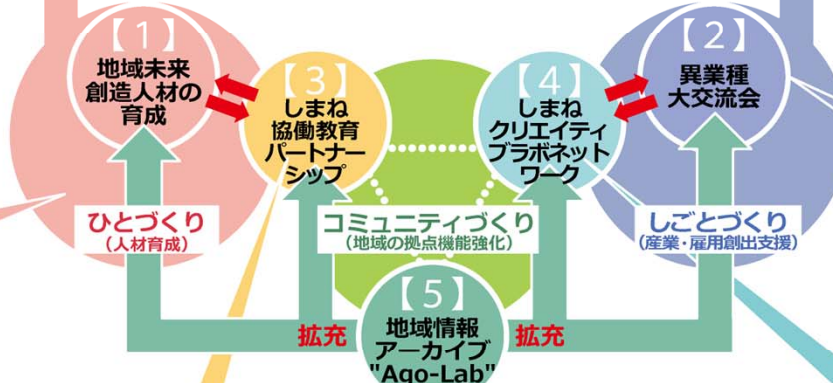 【1】
地域未来
創造人材の
育成
【3】
しまね
協働教育
パートナー
シップ
【4】
しまね
クリエイティ
ブラボネット
ワーク
【2】
異業種
大交流会
ひとづくり
(人材育成)
コミュニティづくり
(地域の拠点機能強化)
しごとづくり
(産業・雇用創出支援)
拡充
【5】
地域情報
アーカイブ
"Ago-Lab"
拡充